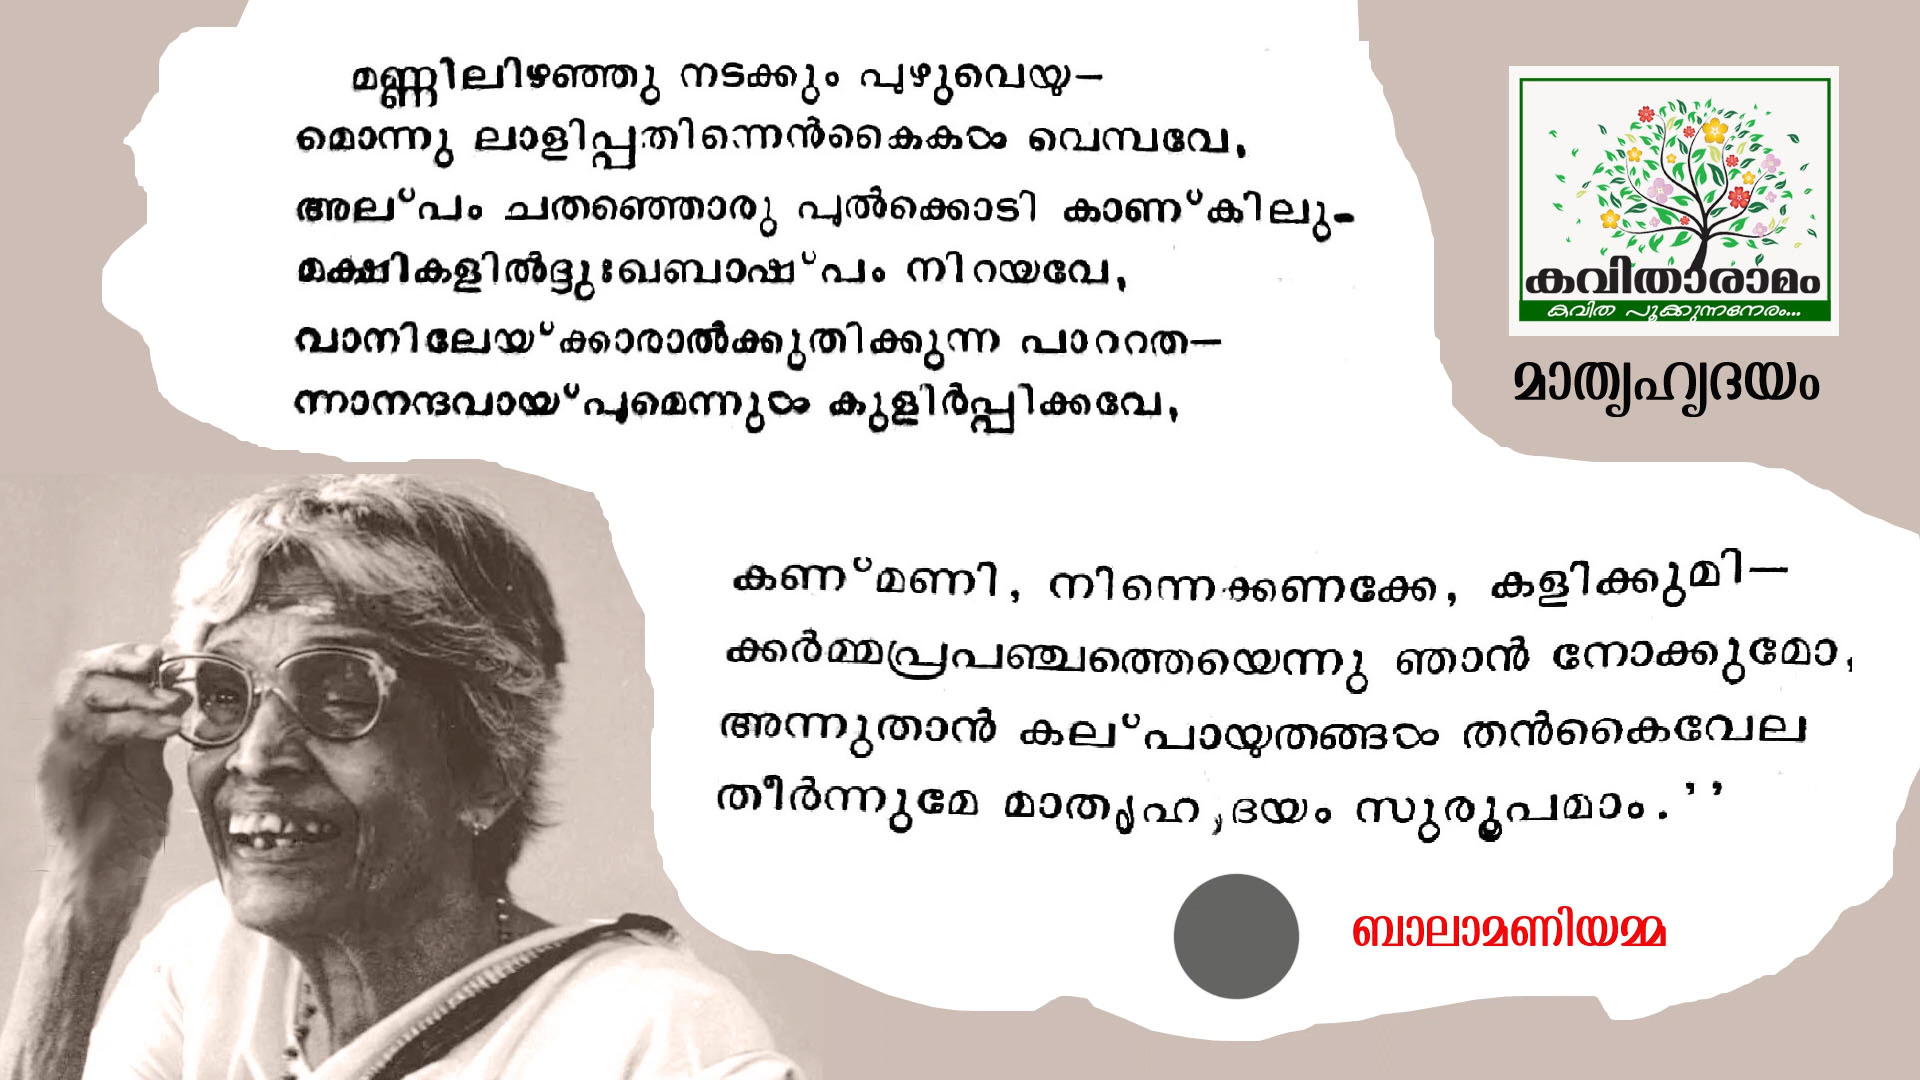 മണ്ണിലിഴഞ്ഞു നടക്കും പുഴുവെയു—
മൊന്നു ലാളിപ്പതിന്നെൻകൈകൾ വെമ്പവേ,
അല്പം ചതഞ്ഞൊരു പുൽക്കൊടി കാണ്കിലു-
മക്ഷികളിൽദ്ദുഃഖബാഷ്പം നിറയവേ,
വാനിലേയ്ക്കാരാൽക്കുതിക്കുന്ന പാററത—
ന്നാനന്ദവായ്പുമെന്നുൾ കുളിർപ്പിക്കവേ,
കണ്മണി, നിന്നെക്കണക്കേ, കളിക്കുമി—
ക്കർമ്മപ്രപഞ്ചത്തെയെന്നു ഞാൻ നോക്കുമോ,
അന്നുതാൻ കല്പായുതങ്ങൾ തൻകൈവേല
തീർന്നുമേ മാതൃഹൃദയം സുരൂപമാം.’’
കവിതാരാമം
കവിത പൂക്കുന്നനേരം...
മാതൃഹൃദയം
ബാലാമണിയമ്മ